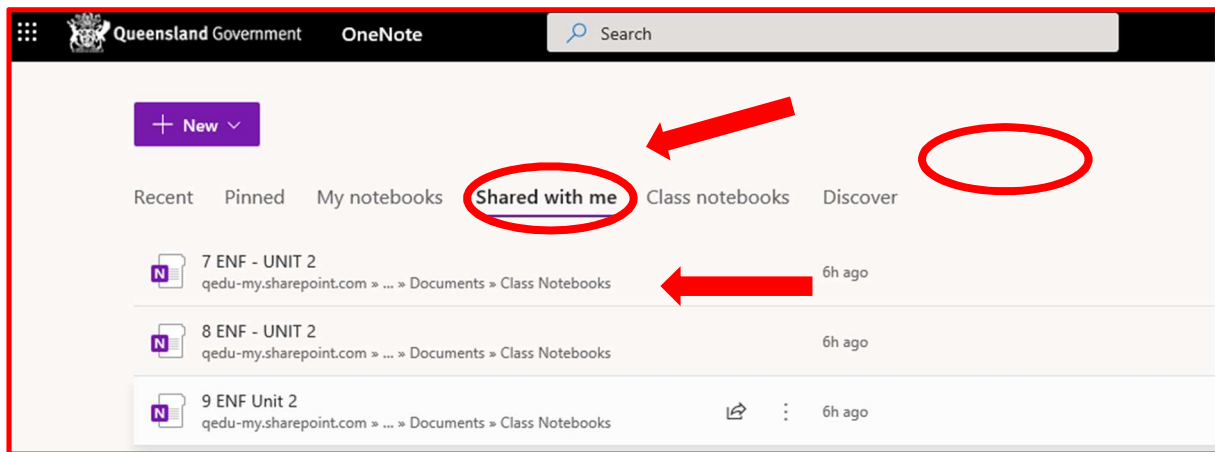 Queensland Government OneNote Search
New
Recent Pinned My notebooks Shared with me Class notebooks Discover
7 ENF - UNIT 2
qedu-my.sharepoint.com » ... » Documents » Class Notebooks 6h ago
8 ENF - UNIT 2
qedu-my.sharepoint.com » ... » Documents » Class Notebooks 6h ago
9 ENF Unit 2
qedu-my.sharepoint.com » ... » Documents » Class Notebooks 6h ago